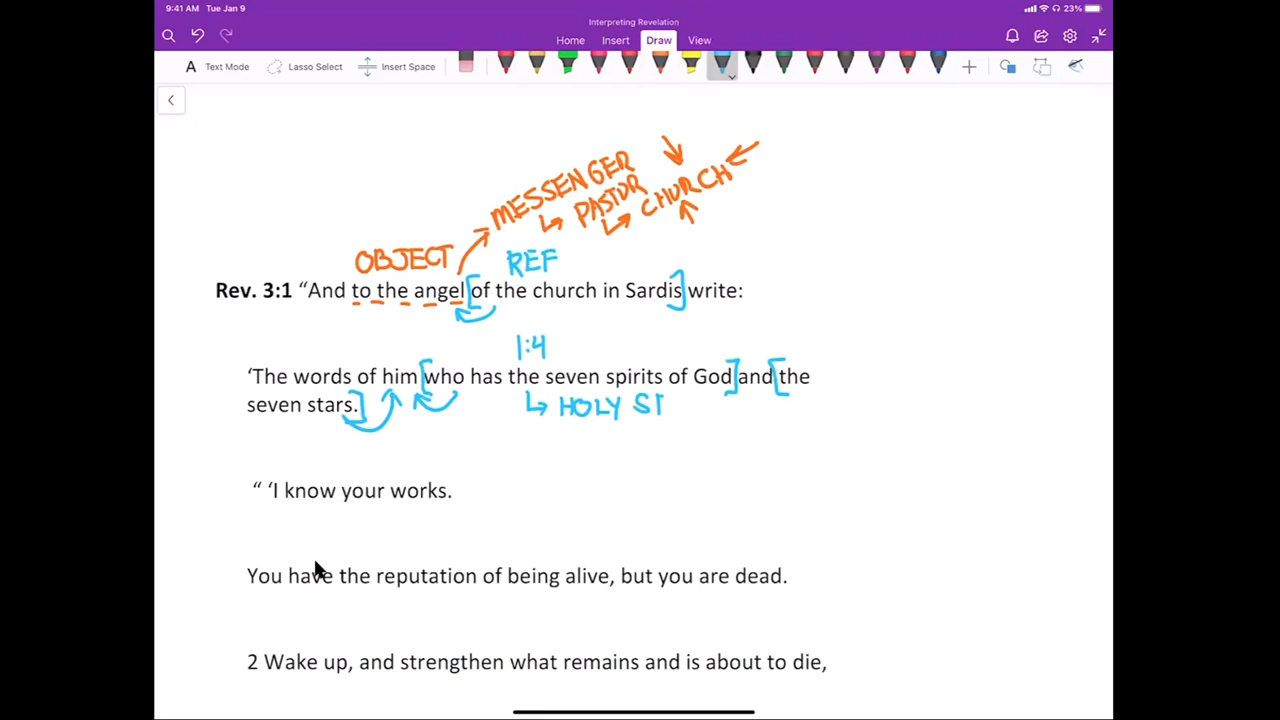 9:41 AM Tue Jan 9
23%
Interpreting Revelation
Home Insert Draw View
A Text Mode Lasso Select Insert Space
MESSENGER
PASTOR
CHURCH
OBJECT
REF
Rev. 3:1 “And to the angel [of the church in Sardis] write:
1:4
‘The words of him [who has the seven spirits of God] and [the
seven stars.]
HOLY SI
“ ‘I know your works.
You have the reputation of being alive, but you are dead.
2 Wake up, and strengthen what remains and is about to die,